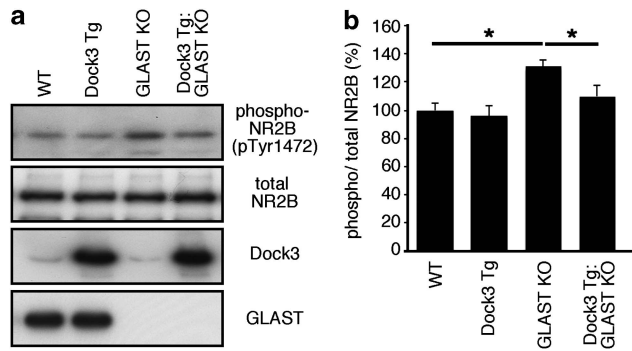 a
WT
Dock3 Tg
GLAST KO
Dock3 Tg:
GLAST KO
phospho-
NR2B
(pTyr1472)
total
NR2B
Dock3
GLAST
b
phospho/ total NR2B (%)
160
140
120
100
80
60
40
20
0
*
*
WT
Dock3 Tg
GLAST KO
Dock3 Tg:
GLAST KO